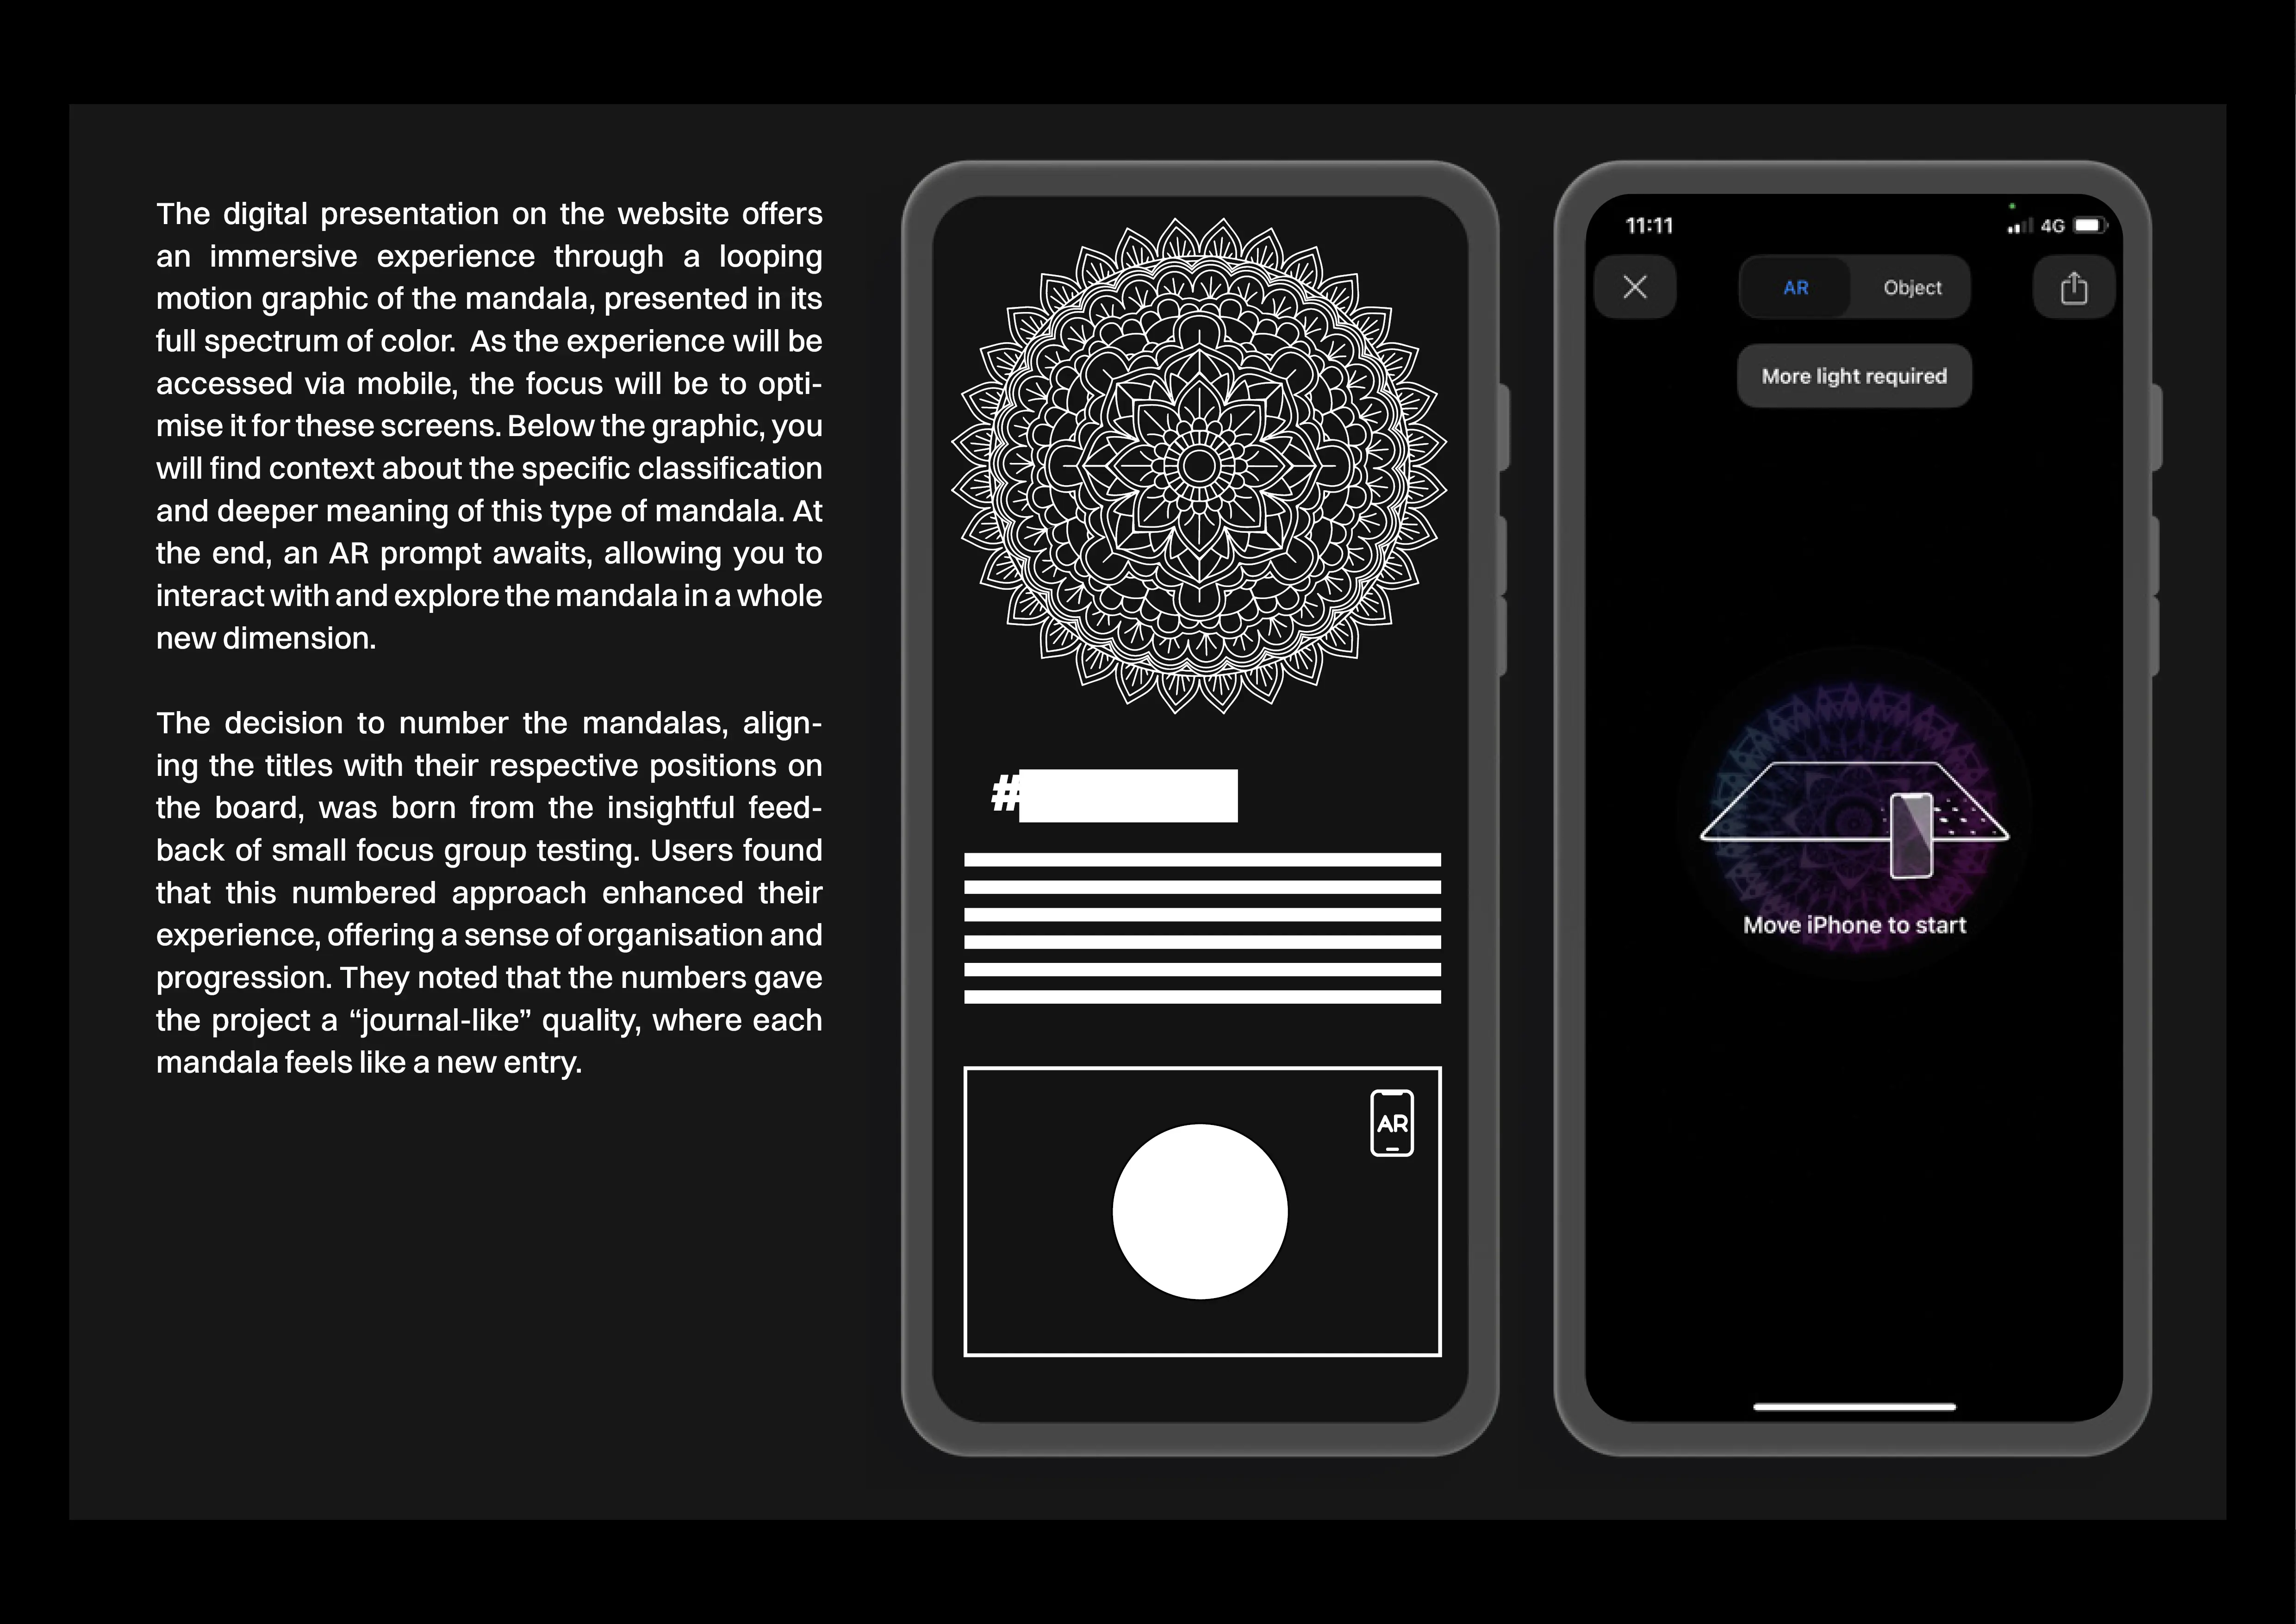 The digital presentation on the website offers
an immersive experience through a looping
motion graphic of the mandala, presented in its
full spectrum of color.  As the experience will be
accessed via mobile, the focus will be to opti-
mise it for these screens. Below the graphic, you
will find context about the specific classification
and deeper meaning of this type of mandala. At
the end, an AR prompt awaits, allowing you to
interact with and explore the mandala in a whole
new dimension.
The decision to number the mandalas, align-
ing the titles with their respective positions on
the board, was born from the insightful feed-
back of small focus group testing. Users found
that this numbered approach enhanced their
experience, offering a sense of organisation and
progression. They noted that the numbers gave
the project a “journal-like” quality, where each
mandala feels like a new entry.
#
AR
11:11
4G
AR
Object
More light required
Move iPhone to start